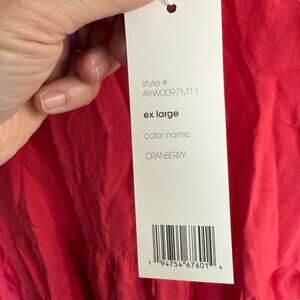 style #
AYW0097M11
ex large
color name
CRANBERRY
1 94754 67601 4